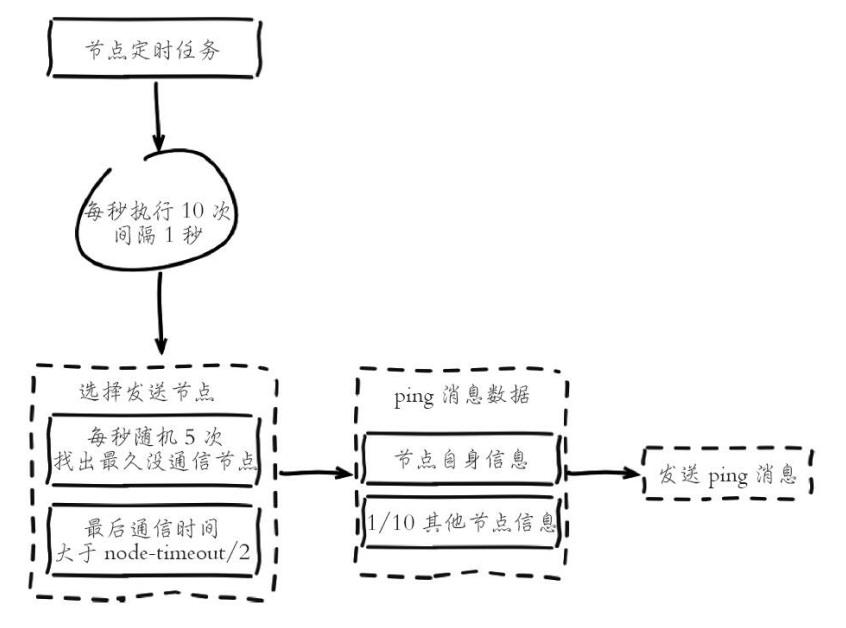 节点定时任务
每秒执行 10 次
间隔 1 秒
选择发送节点
每秒随机 5 次
找出最久没通信节点
最后通信时间
大于 node-timeout/2
ping 消息数据
节点自身信息
1/10 其他节点信息
发送 ping 消息